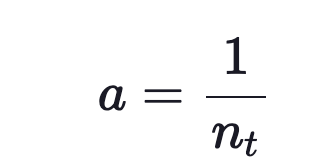 a = 1/n_t